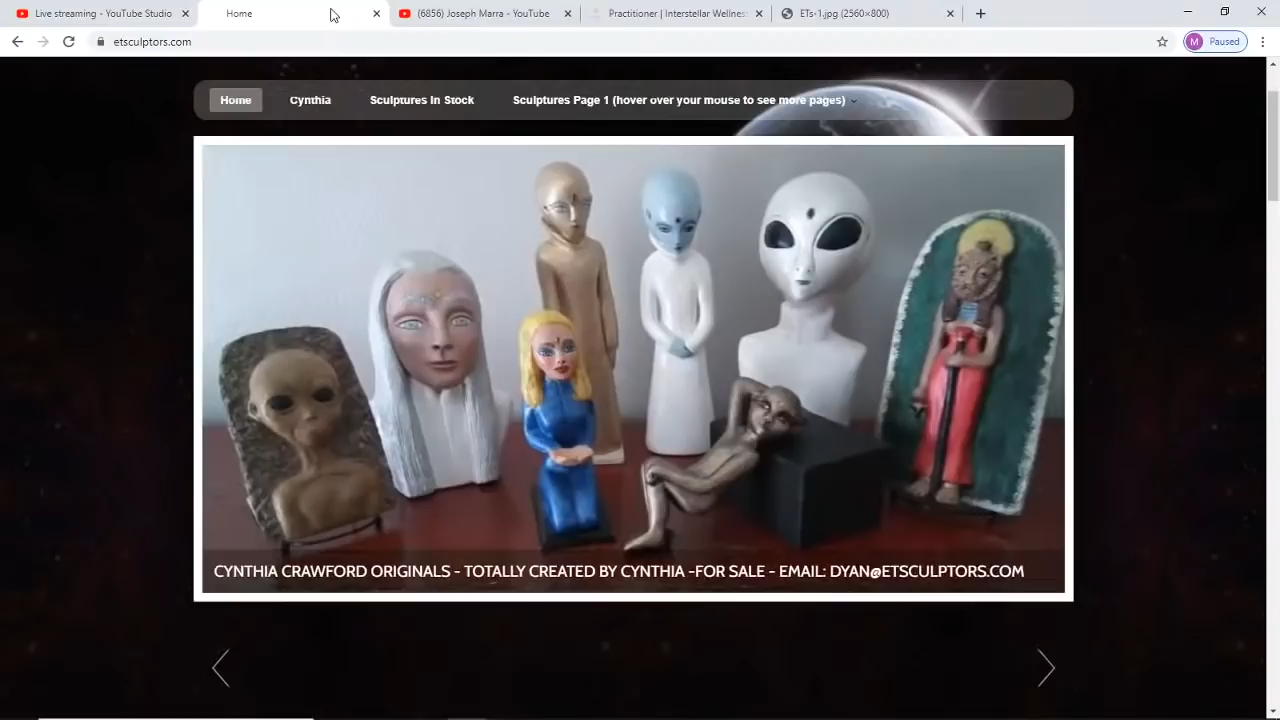 Live streaming - YouTube Studio
Home
(6856) Joseph Marra - YouTube
Practitioner | Interstellar Wellnes
ETs-1.jpg (2560×800)
etsculptors.com
M Paused
Home
Cynthia
Sculptures In Stock
Sculptures Page 1 (hover over your mouse to see more pages)
CYNTHIA CRAWFORD ORIGINALS - TOTALLY CREATED BY CYNTHIA -FOR SALE - EMAIL: DYAN@ETSCULPTORS.COM